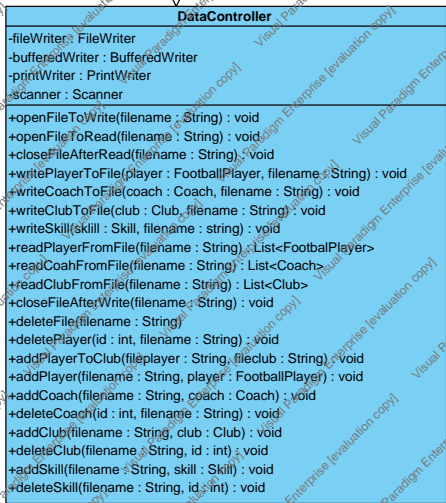 DataController
-fileWriter : FileWriter
-bufferedWriter : BufferedWriter
-printWriter : PrintWriter
-scanner : Scanner
+openFileToWrite(filename : String) : void
+openFileToRead(filename : String) : void
+closeFileAfterRead(filename : String) : void
+writePlayerToFile(player : FootballPlayer, filename : String) : void
+writeCoachToFile(coach : Coach, filename : String) : void
+writeClubToFile(club : Club, filename : String) : void
+writeSkill(sklill : Skill, filename : string) : void
+readPlayerFromFile(filename : String) : List<FootbalPlayer>
+readCoahFromFile(filename : String) : List<Coach>
+readClubFromFile(filename : String) : List<Club>
+closeFileAfterWrite(filename : String) : void
+deleteFile(filename : String)
+deletePlayer(id : int, filename : String) : void
+addPlayerToClub(fileplayer : String, fileclub : String) : void
+addPlayer(filename : String, player : FootballPlayer) : void
+addCoach(filename : String, coach : Coach) : void
+deleteCoach(id : int, filename : String) : void
+addClub(filename : String, club : Club) : void
+deleteClub(filename : String, id : int) : void
+addSkill(filename : String, skill : Skill) : void
+deleteSkill(filename : String, id : int) : void